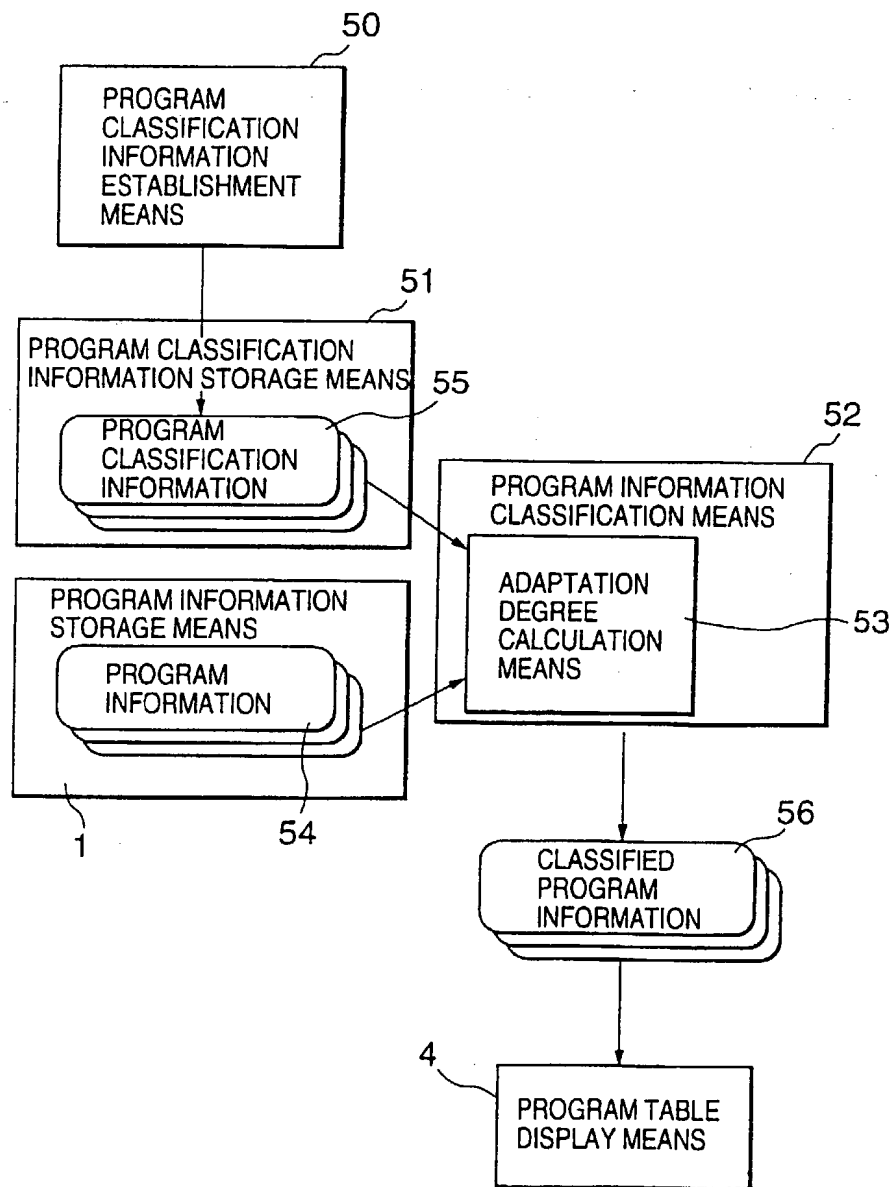 50
PROGRAM
CLASSIFICATION
INFORMATION
ESTABLISHMENT
MEANS
51
PROGRAM CLASSIFICATION
INFORMATION STORAGE MEANS
55
PROGRAM
CLASSIFICATION
INFORMATION
52
PROGRAM INFORMATION
CLASSIFICATION MEANS
ADAPTATION
DEGREE
CALCULATION
MEANS
53
PROGRAM INFORMATION
STORAGE MEANS
PROGRAM
INFORMATION
1
54
56
CLASSIFIED
PROGRAM
INFORMATION
4
PROGRAM TABLE
DISPLAY MEANS